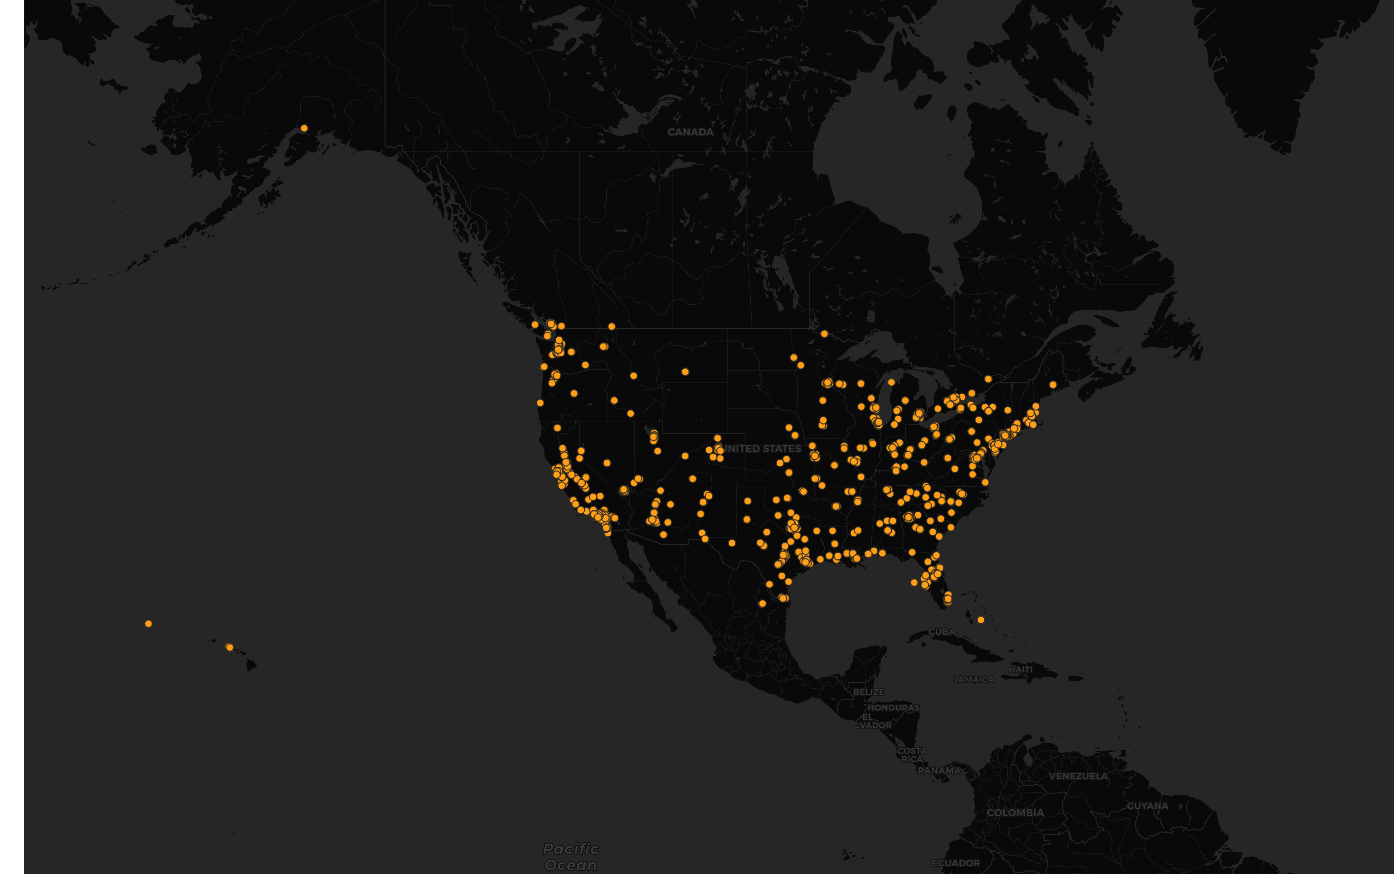 CANADA
UNITED STATES
CUBA
HAITI
JAMAICA
BELIZE
HONDURAS
EL
.VADOR
COSTA
RICA
PANAMA
VENEZUELA
GUYANA
COLOMBIA
Pacific
Ocean
ECUADOR